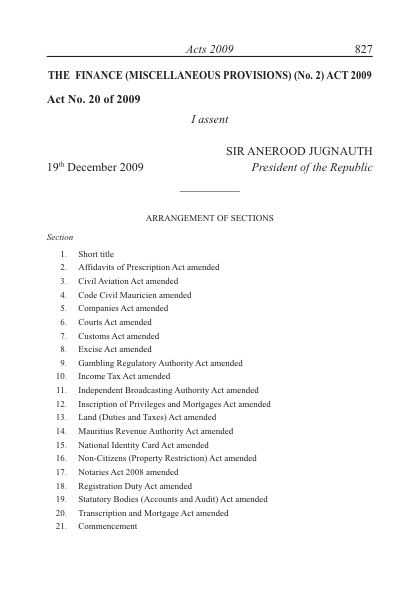 Acts 2009 827
THE FINANCE (MISCELLANEOUS PROVISIONS) (No. 2) ACT 2009
Act No. 20 of 2009
I assent
SIR ANEROOD JUGNAUTH
19th December 2009 President of the Republic
ARRANGEMENT OF SECTIONS
Section
1. Short title
2. Affidavits of Prescription Act amended
3. Civil Aviation Act amended
4. Code Civil Mauricien amended
5. Companies Act amended
6. Courts Act amended
7. Customs Act amended
8. Excise Act amended
9. Gambling Regulatory Authority Act amended
10. Income Tax Act amended
11. Independent Broadcasting Authority Act amended
12. Inscription of Privileges and Mortgages Act amended
13. Land (Duties and Taxes) Act amended
14. Mauritius Revenue Authority Act amended
15. National Identity Card Act amended
16. Non-Citizens (Property Restriction) Act amended
17. Notaries Act 2008 amended
18. Registration Duty Act amended
19. Statutory Bodies (Accounts and Audit) Act amended
20. Transcription and Mortgage Act amended
21. Commencement